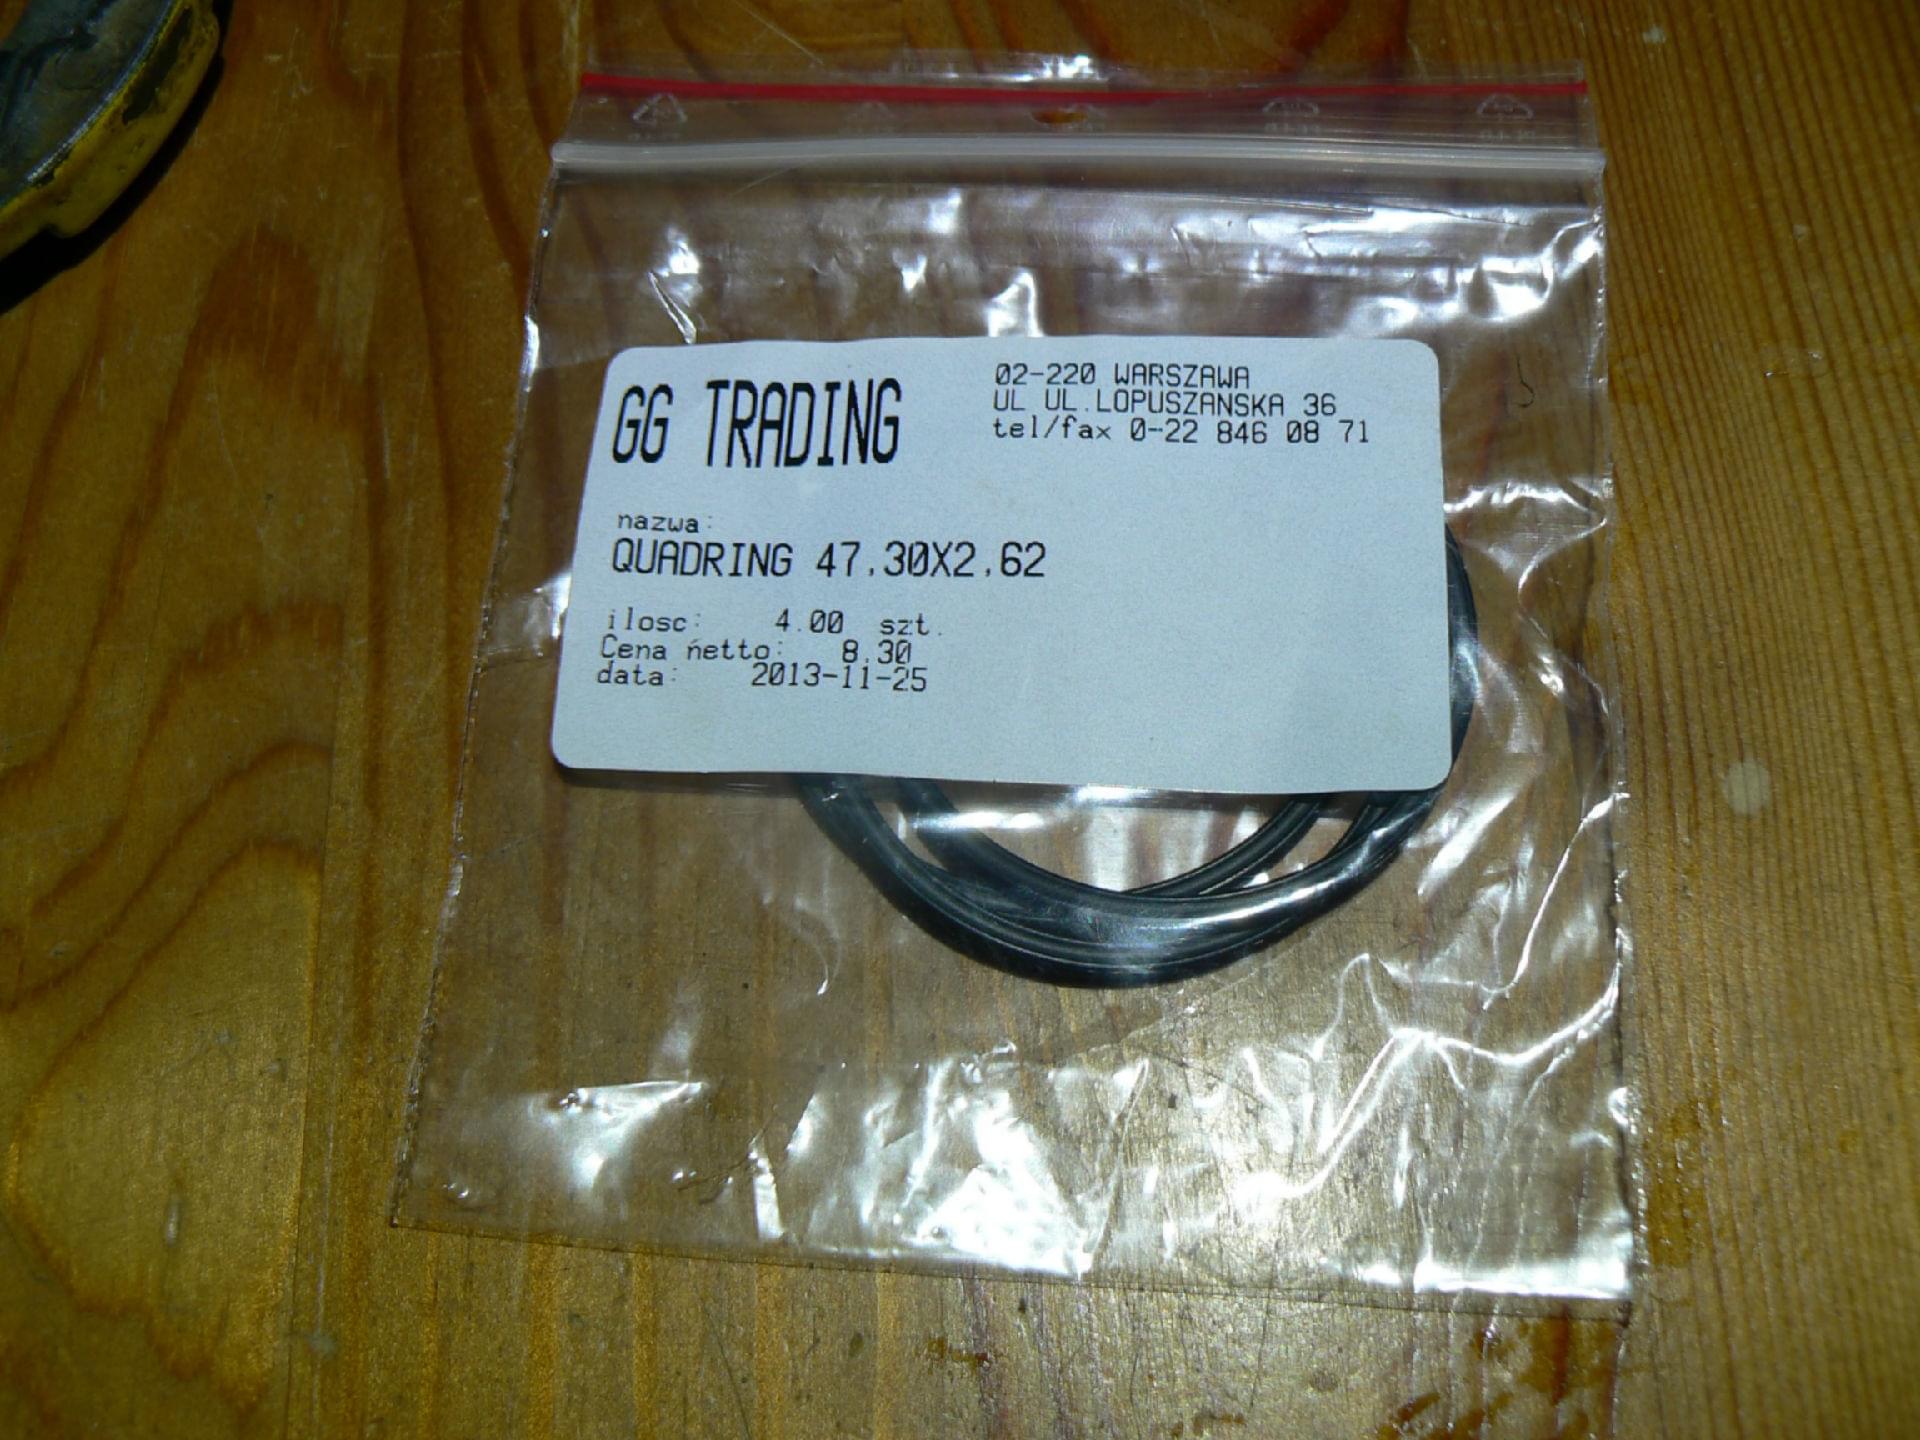 GG TRADING
02-220 WARSZAWA
UL UL.LOPUSZANSKA 36
tel/fax 0-22 846 08 71
nazwa:
QUADRING 47.30X2.62
ilosc: 4.00 szt.
Cena netto: 8.30
data: 2013-11-25